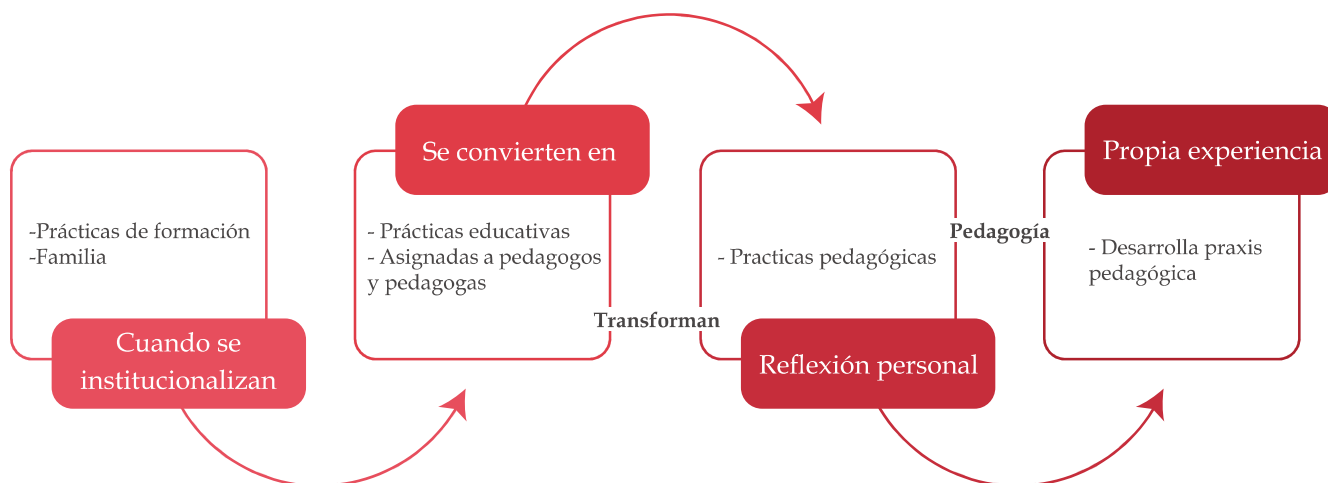 -Prácticas de formación
-Familia
Cuando se
institucionalizan
Se convierten en
- Prácticas educativas
- Asignadas a pedagogos
y pedagogas
Transforman
- Practicas pedagógicas
Reflexión personal
Pedagogía
Propia experiencia
- Desarrolla praxis
pedagógica